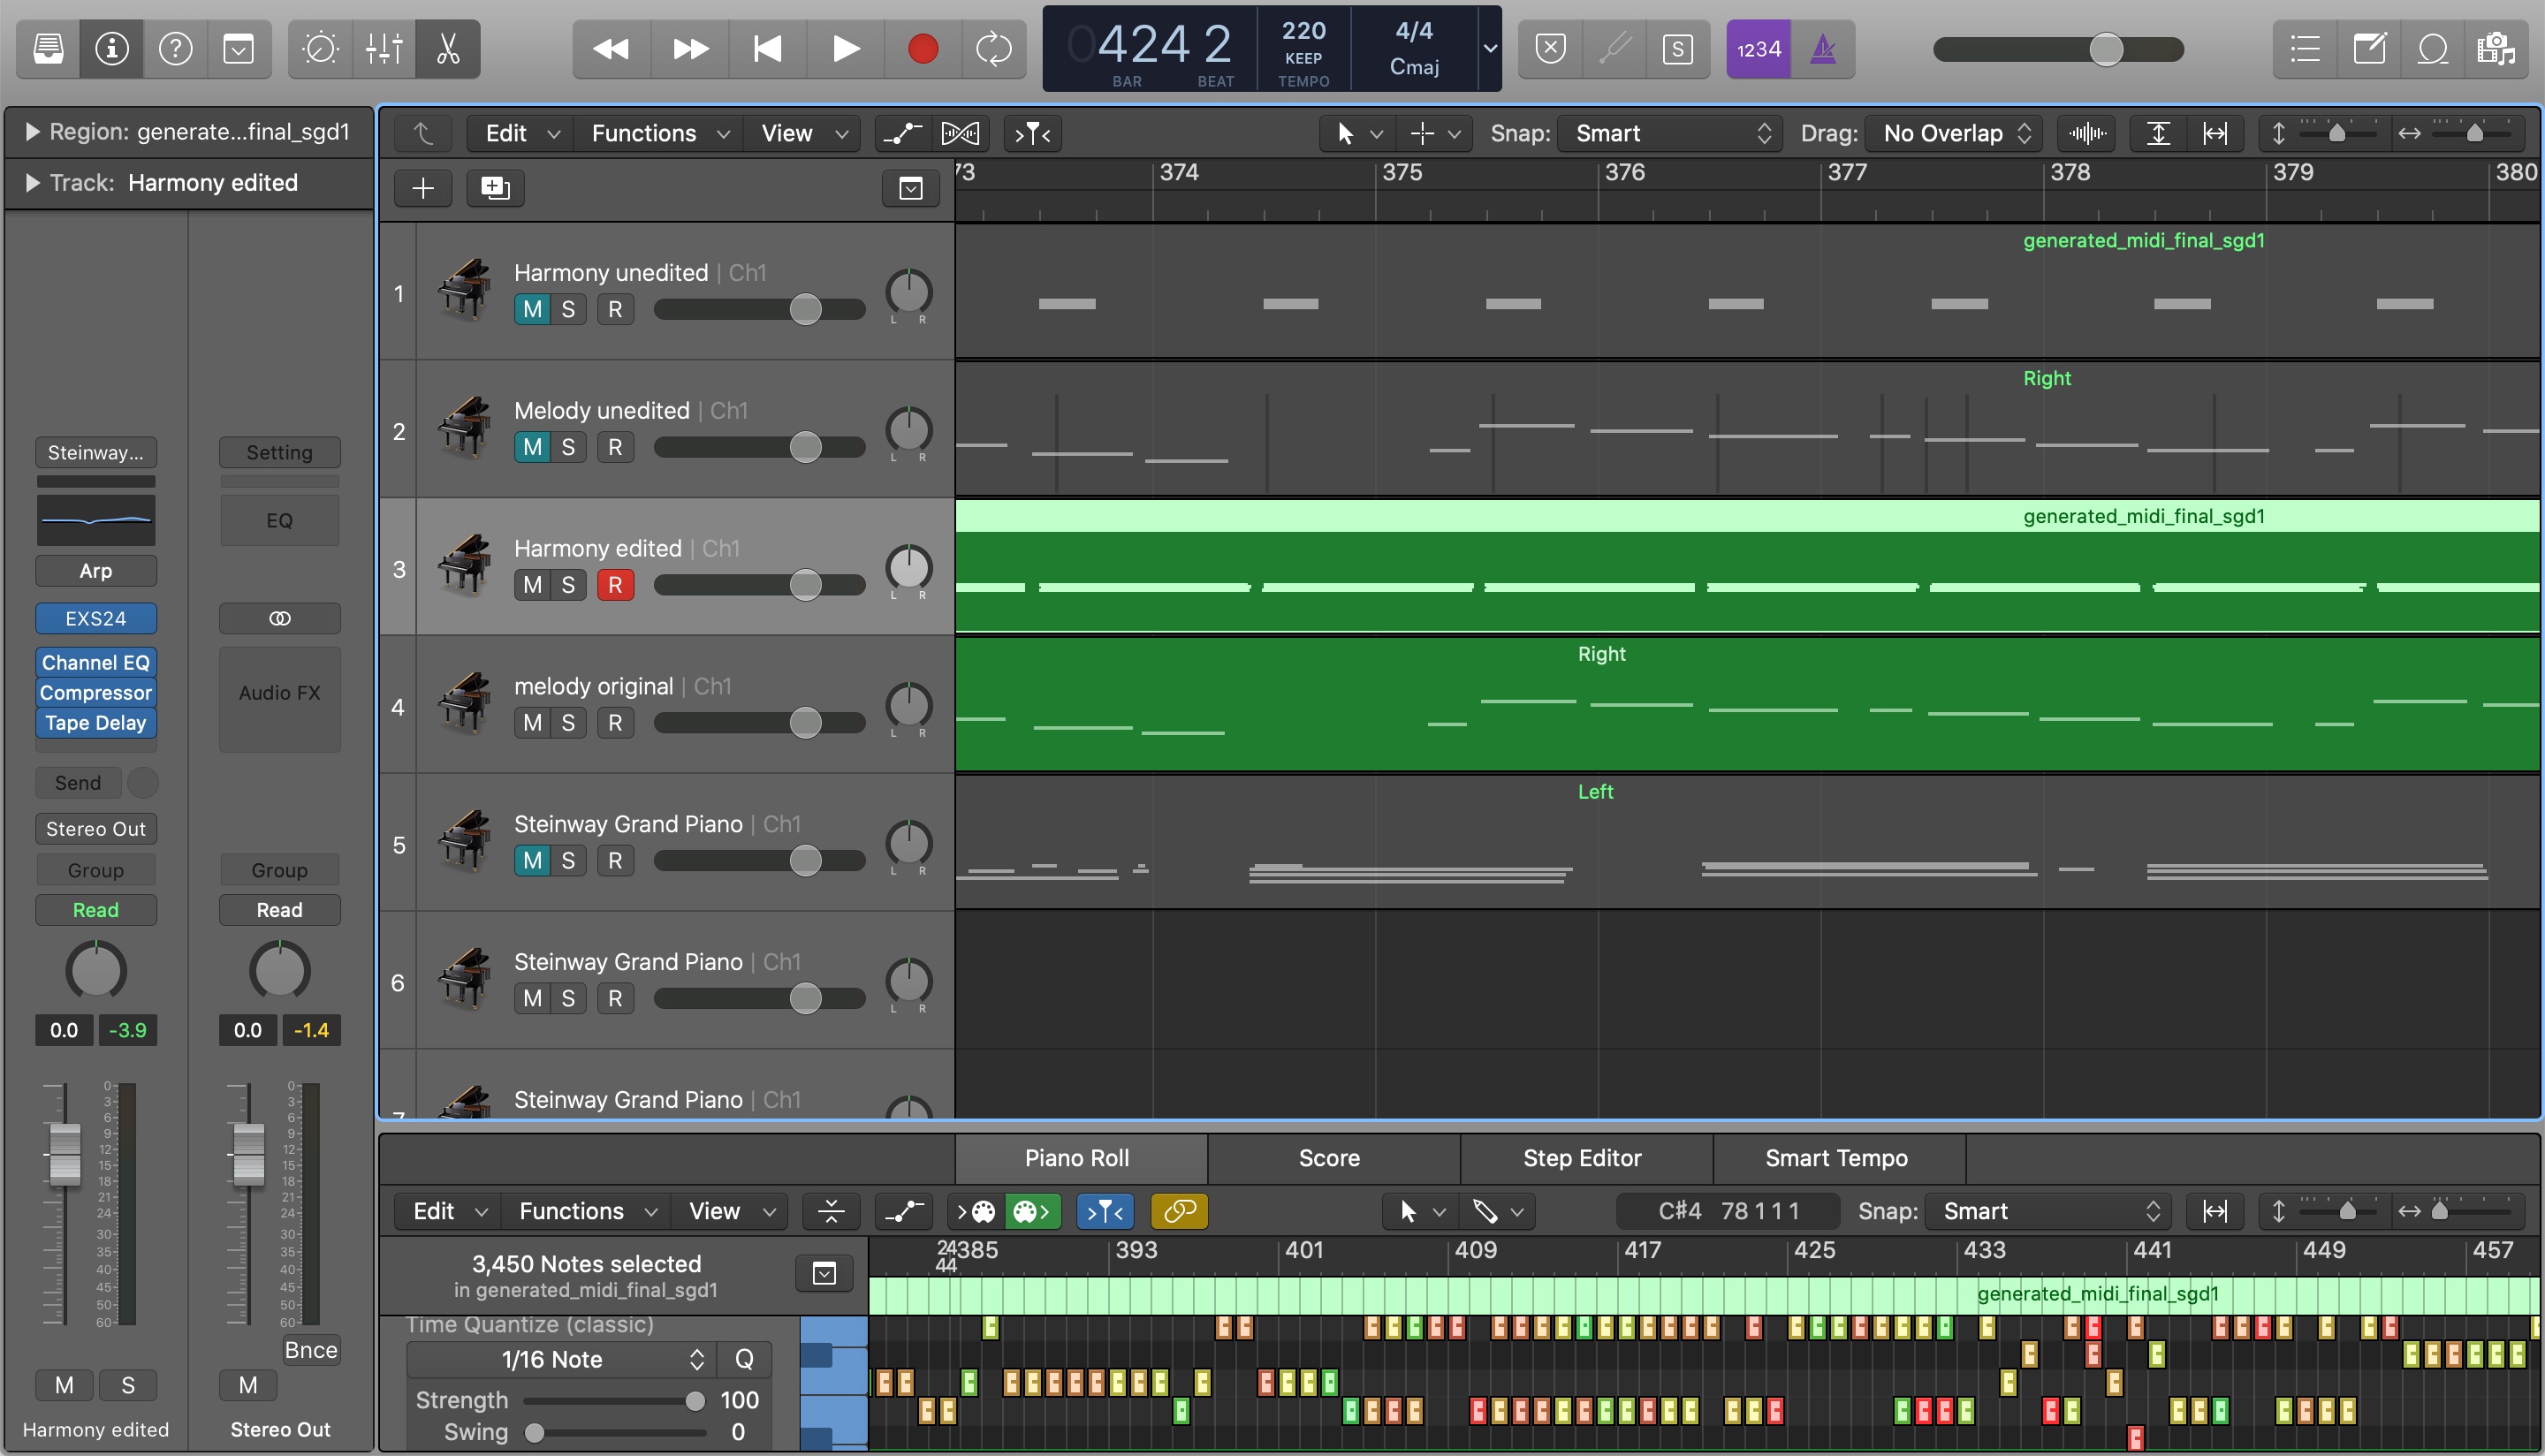 0424 2
BAR BEAT
220
KEEP
TEMPO
4/4
Cmaj
S
1234
Region: generate...final_sgd1
Track: Harmony edited
Edit Functions View
Snap: Smart
Drag: No Overlap
73 374 375 376 377 378 379 380
1 Harmony unedited | Ch1
M S R
L R
generated_midi_final_sgd1
2 Melody unedited | Ch1
M S R
L R
Right
3 Harmony edited | Ch1
M S R
L R
generated_midi_final_sgd1
4 melody original | Ch1
M S R
L R
Right
5 Steinway Grand Piano | Ch1
M S R
L R
Left
6 Steinway Grand Piano | Ch1
M S R
L R
7 Steinway Grand Piano | Ch1
Steinway... Setting
EQ
Arp
EXS24
Channel EQ
Compressor
Tape Delay
Audio FX
Send
Stereo Out
Group Group
Read Read
0.0 -3.9 0.0 -1.4
0 0
3 3
6 6
9 9
12 12
15 15
18 18
21 21
24 24
30 30
35 35
40 40
45 45
50 50
60 60
Bnce
M S M
Harmony edited Stereo Out
Piano Roll Score Step Editor Smart Tempo
Edit Functions View
C#4 78 1 1 1
Snap: Smart
3,450 Notes selected
in generated_midi_final_sgd1
24
44
385 393 401 409 417 425 433 441 449 457
generated_midi_final_sgd1
Time Quantize (classic)
1/16 Note Q
Strength 100
Swing 0